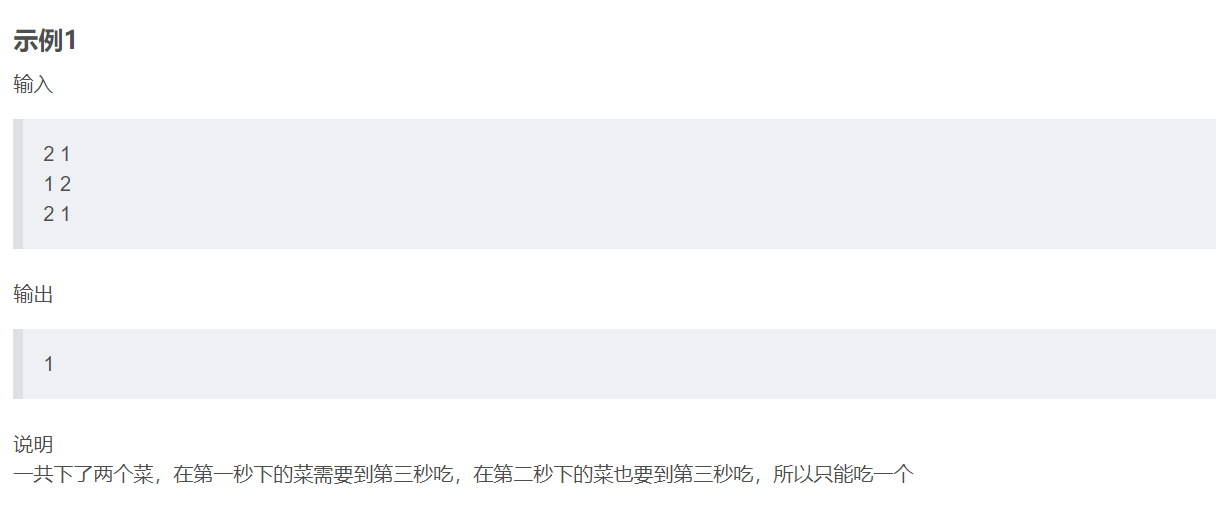 示例1
输入
2 1
1 2
2 1
输出
1
说明
一共下了两个菜，在第一秒下的菜需要到第三秒吃，在第二秒下的菜也要到第三秒吃，所以只能吃一个